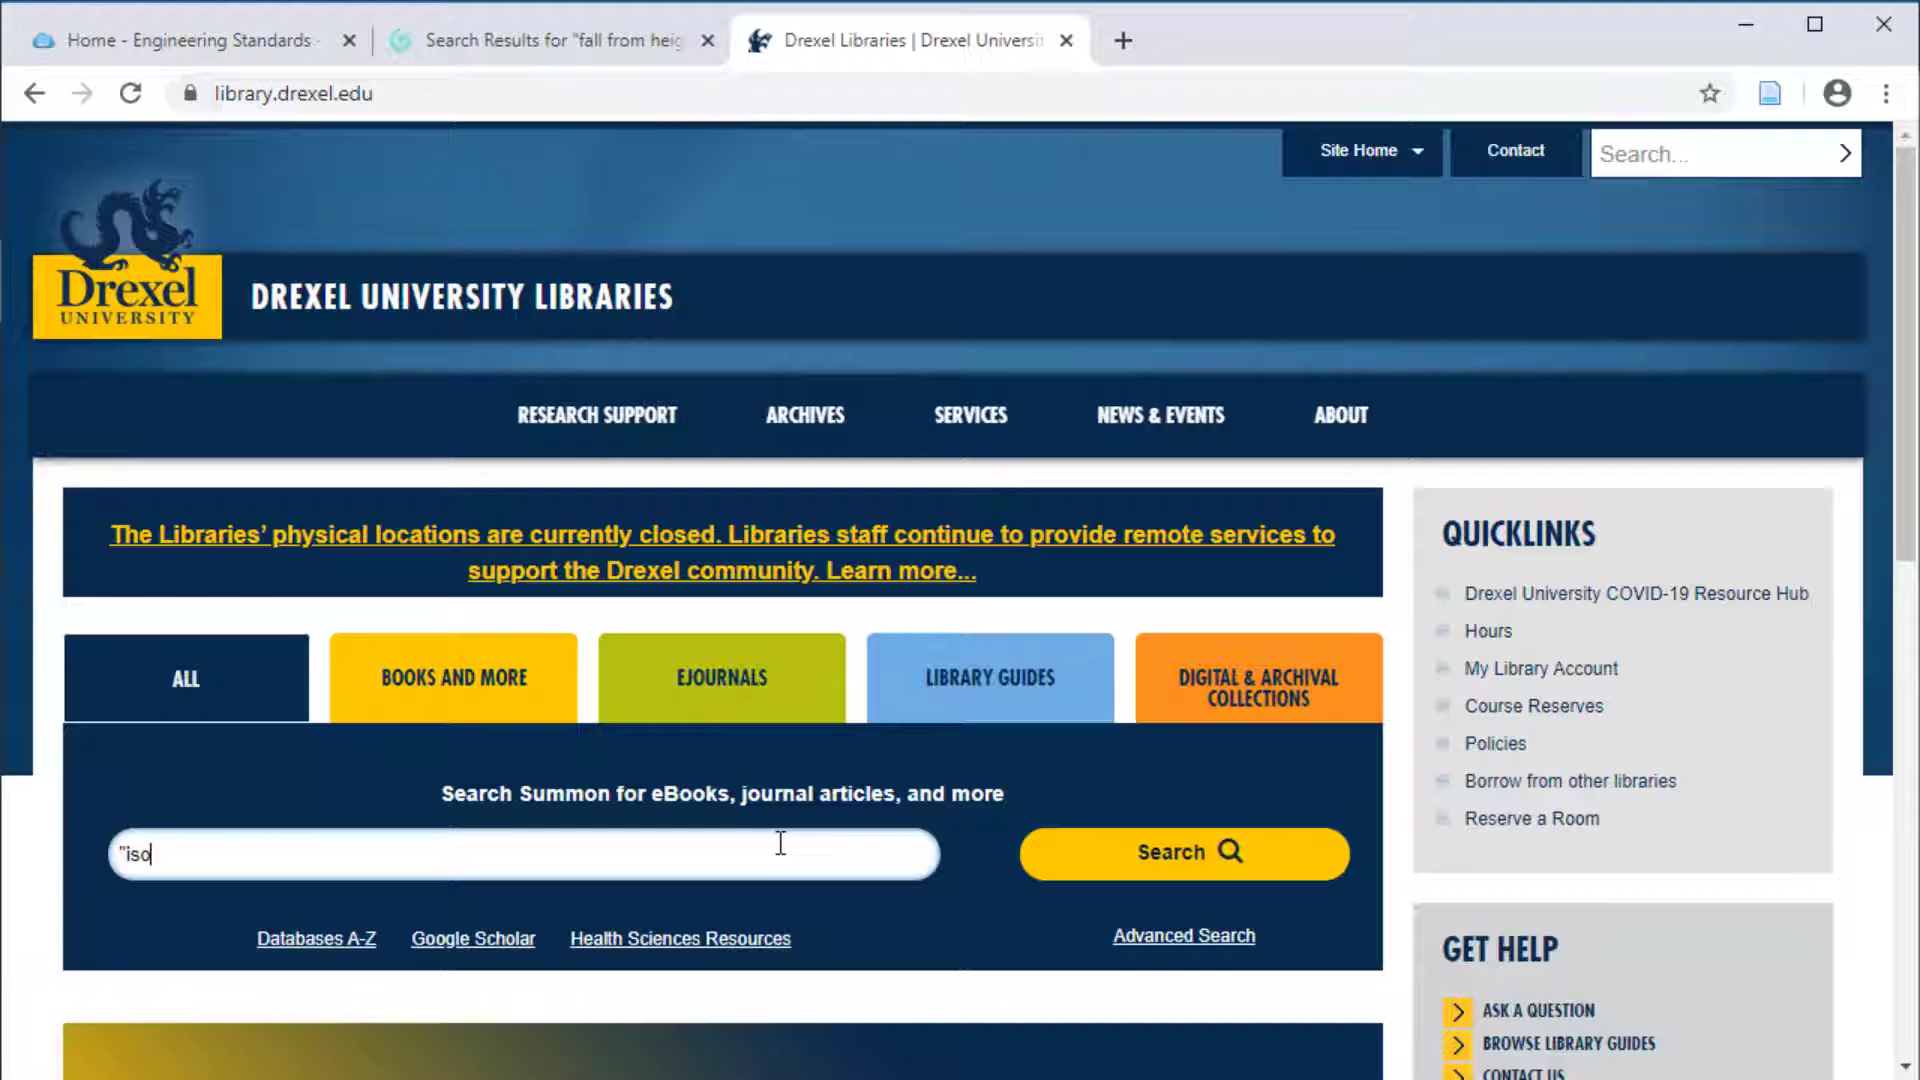 Home - Engineering Standards -
Search Results for "fall from heig
Drexel Libraries | Drexel Universi
library.drexel.edu
Site Home
Contact
Search...
Drexel
UNIVERSITY
DREXEL UNIVERSITY LIBRARIES
RESEARCH SUPPORT
ARCHIVES
SERVICES
NEWS & EVENTS
ABOUT
The Libraries' physical locations are currently closed. Libraries staff continue to provide remote services to
support the Drexel community. Learn more...
ALL
BOOKS AND MORE
EJOURNALS
LIBRARY GUIDES
DIGITAL & ARCHIVAL
COLLECTIONS
Search Summon for eBooks, journal articles, and more
"iso
Search
Databases A-Z
Google Scholar
Health Sciences Resources
Advanced Search
QUICKLINKS
Drexel University COVID-19 Resource Hub
Hours
My Library Account
Course Reserves
Policies
Borrow from other libraries
Reserve a Room
GET HELP
ASK A QUESTION
BROWSE LIBRARY GUIDES
CONTACT US